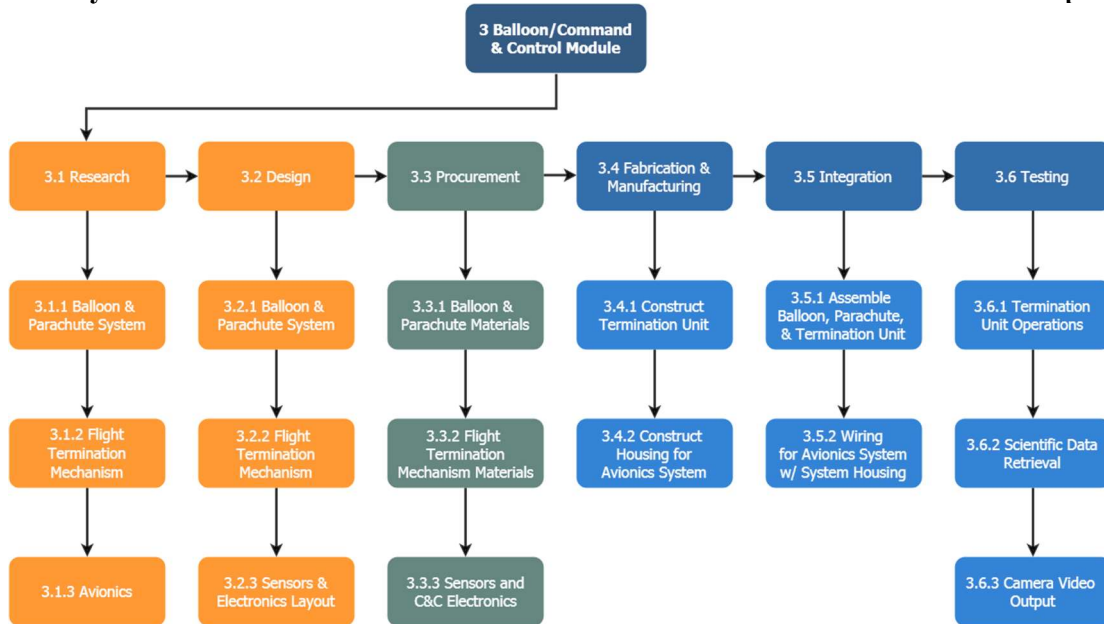 3 Balloon/Command
& Control Module
3.1 Research
3.2 Design
3.3 Procurement
3.4 Fabrication &
Manufacturing
3.5 Integration
3.6 Testing
3.1.1 Balloon &
Parachute System
3.2.1 Balloon &
Parachute System
3.3.1 Balloon &
Parachute Materials
3.4.1 Construct
Termination Unit
3.5.1 Assemble
Balloon, Parachute,
& Termination Unit
3.6.1 Termination
Unit Operations
3.1.2 Flight
Termination
Mechanism
3.2.2 Flight
Termination
Mechanism
3.3.2 Flight
Termination
Mechanism Materials
3.4.2 Construct
Housing for
Avionics System
3.5.2 Wiring
for Avionics System
w/ System Housing
3.6.2 Scientific Data
Retrieval
3.1.3 Avionics
3.2.3 Sensors &
Electronics Layout
3.3.3 Sensors and
C&C Electronics
3.6.3 Camera Video
Output